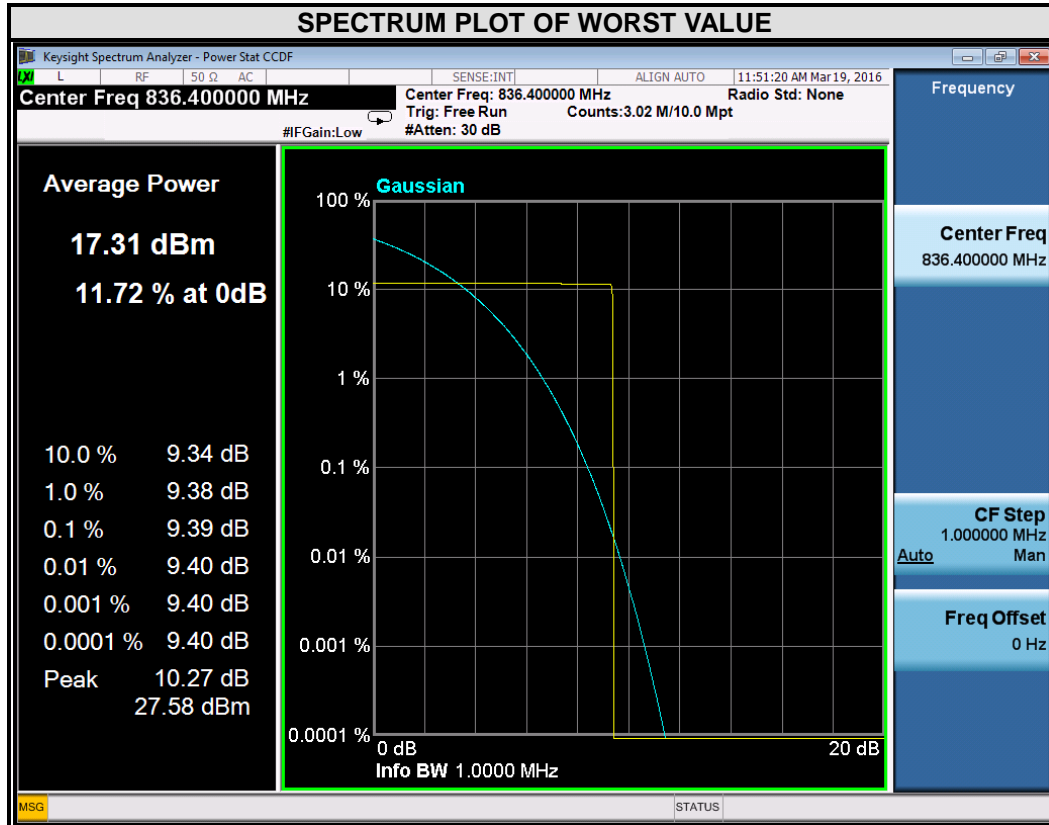 SPECTRUM PLOT OF WORST VALUE
Keysight Spectrum Analyzer - Power Stat CCDF
LXI L RF 50 Ω AC SENSE:INT ALIGN AUTO 11:51:20 AM Mar 19, 2016
Center Freq 836.400000 MHz
Center Freq: 836.400000 MHz Radio Std: None
Trig: Free Run Counts:3.02 M/10.0 Mpt
#IFGain:Low #Atten: 30 dB
Average Power
17.31 dBm
11.72 % at 0dB
10.0 % 9.34 dB
1.0 % 9.38 dB
0.1 % 9.39 dB
0.01 % 9.40 dB
0.001 % 9.40 dB
0.0001 % 9.40 dB
Peak 10.27 dB
27.58 dBm
Gaussian
100 %
10 %
1 %
0.1 %
0.01 %
0.001 %
0.0001 %
0 dB 20 dB
Info BW 1.0000 MHz
Frequency
Center Freq
836.400000 MHz
CF Step
1.000000 MHz
Auto Man
Freq Offset
0 Hz
MSG STATUS